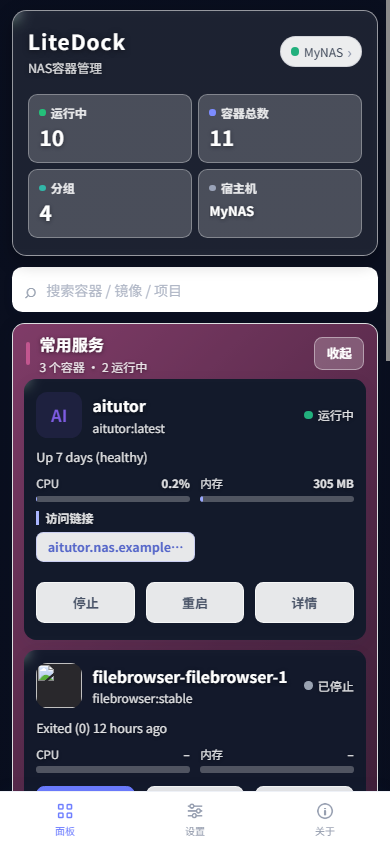 LiteDock
NAS容器管理
MyNAS ›
运行中
10
容器总数
11
分组
4
宿主机
MyNAS
搜索容器 / 镜像 / 项目
常用服务
3 个容器 • 2 运行中
收起
AI
aitutor
aitutor:latest
运行中
Up 7 days (healthy)
CPU 0.2%
内存 305 MB
访问链接
aitutor.nas.example···
停止
重启
详情
filebrowser-filebrowser-1
filebrowser:stable
已停止
Exited (0) 12 hours ago
CPU –
内存 –
面板
设置
关于